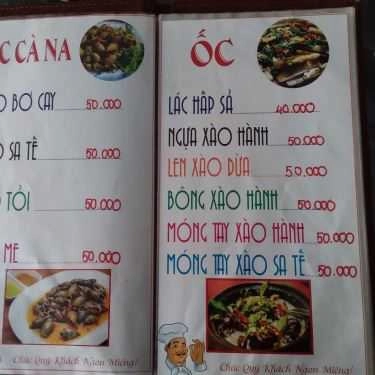 C CÀ NA
O BƠ CAY 50.000
SA TẾ 50.000
TỎI 50.000
ME 50.000
Chúc Quý Khách Ngon Miệng!
ỐC
LÁC HẤP SẢ 40.000
NGỰA XÀO HÀNH 50.000
LEN XÀO DỪA 50.000
BÔNG XÀO HÀNH 50.000
MÓNG TAY XÀO HÀNH 50.000
MÓNG TAY XÀO SA TẾ 50.000
Chúc Quý Khách Ngon Miệng!